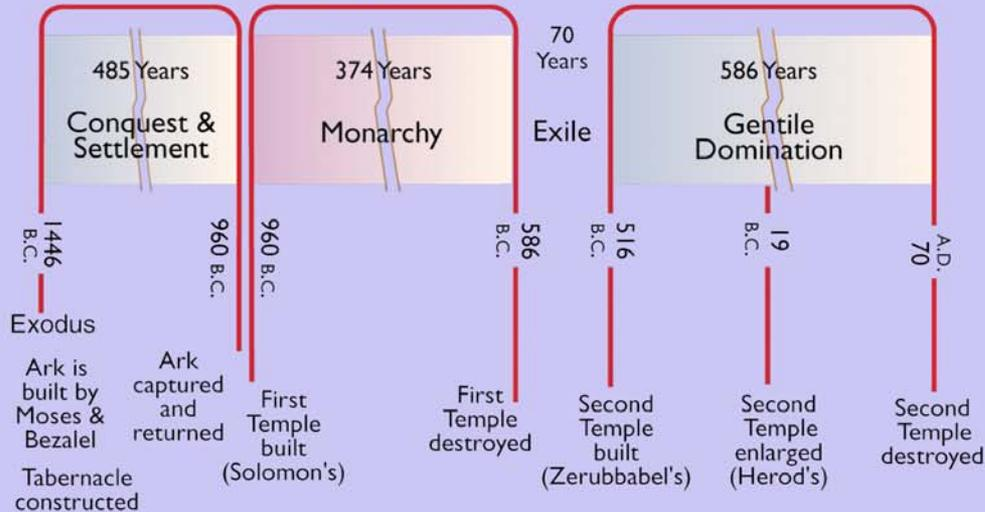 485 Years
Conquest &
Settlement
374 Years
Monarchy
70
Years
Exile
586 Years
Gentile
Domination
1446
B.C.
960 B.C.
960 B.C.
586
B.C.
516
B.C.
19
B.C.
A.D.
70
Exodus
Ark is
built by
Moses &
Bezalel
Tabernacle
constructed
Ark
captured
and
returned
First
Temple
built
(Solomon's)
First
Temple
destroyed
Second
Temple
built
(Zerubbabel's)
Second
Temple
enlarged
(Herod's)
Second
Temple
destroyed